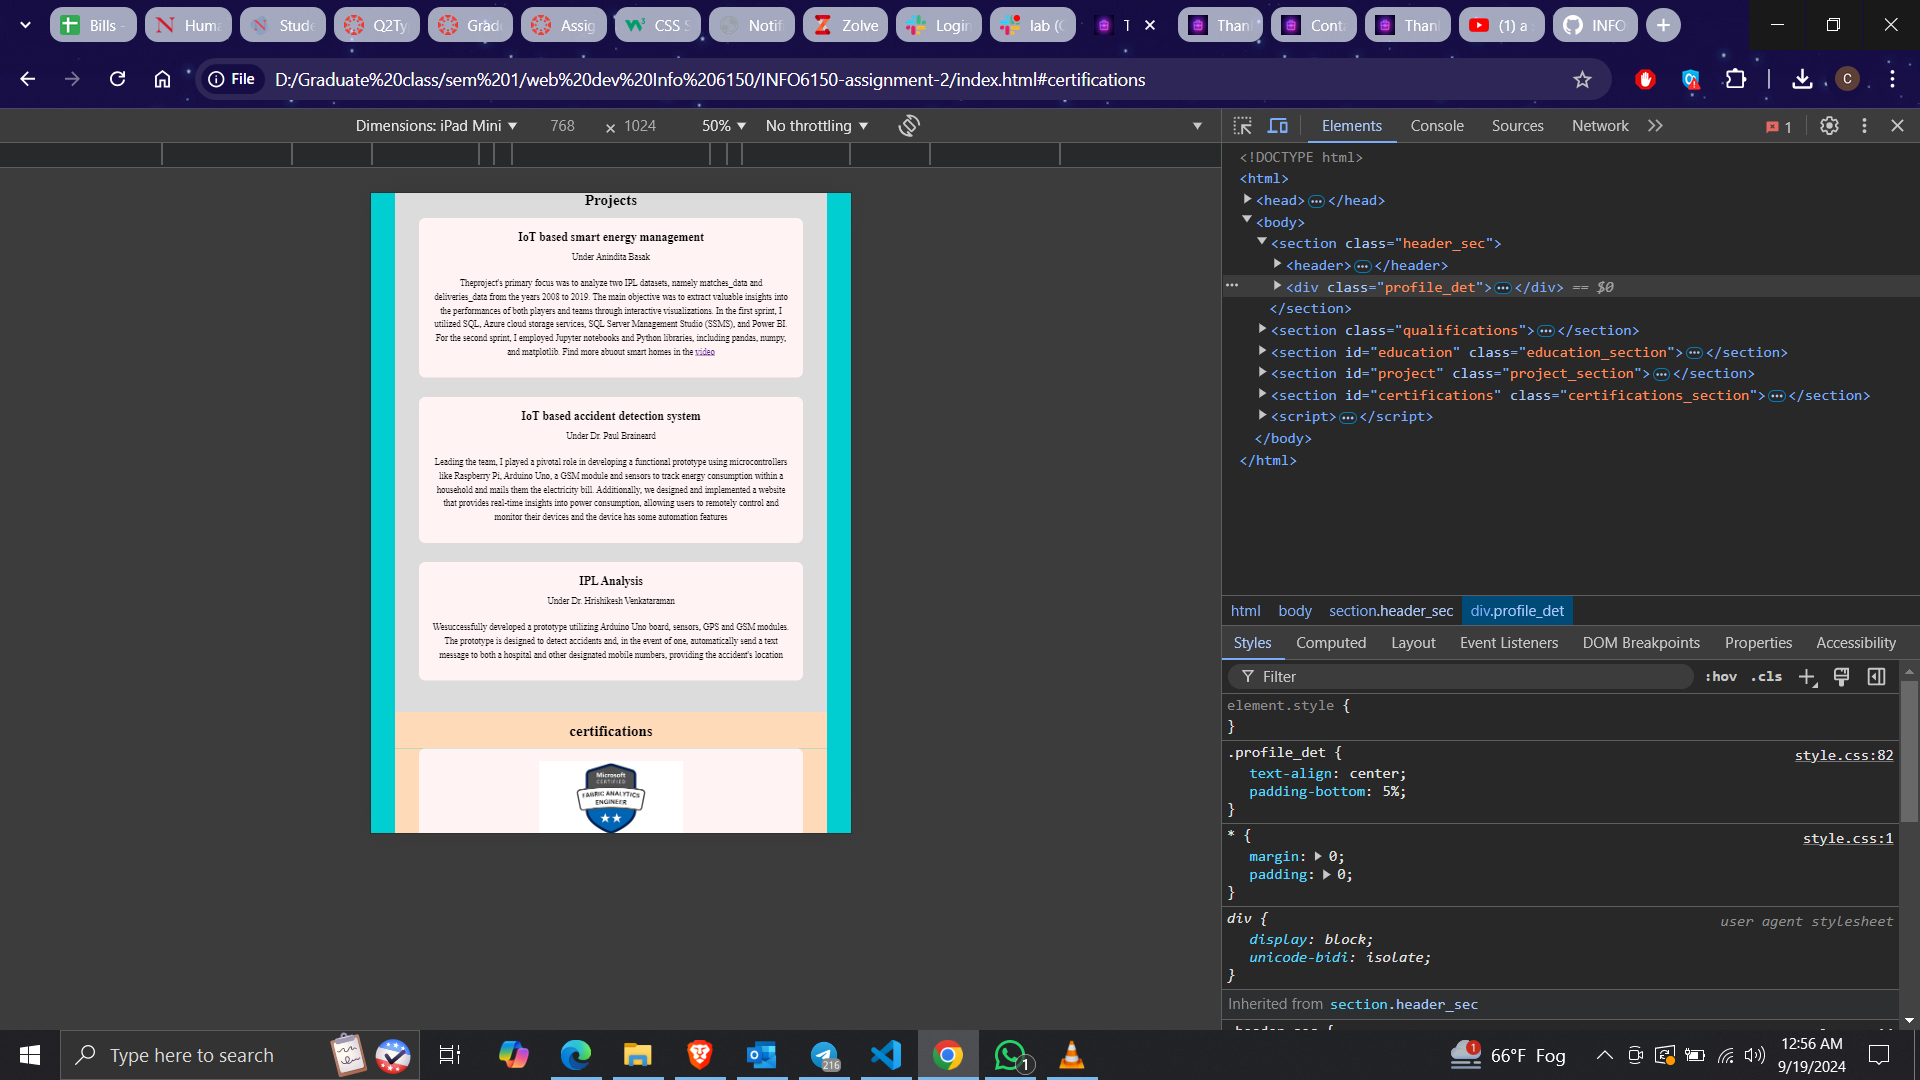 Bills -
Huma
Stude
Q2Ty
Grade
Assig
CSS S
Notif
Zolve
Login
lab (C
T
Than
Conta
Than
(1) a
INFO
File
D:/Graduate%20class/sem%201/web%20dev%20Info%206150/INFO6150-assignment-2/index.html#certifications
C
Dimensions: iPad Mini
768 × 1024
50%
No throttling
Elements
Console
Sources
Network
1
<!DOCTYPE html>
<html>
<head> ••• </head>
<body>
<section class="header_sec">
<header> ••• </header>
••• <div class="profile_det"> ••• </div> == $0
</section>
<section class="qualifications"> ••• </section>
<section id="education" class="education_section"> ••• </section>
<section id="project" class="project_section"> ••• </section>
<section id="certifications" class="certifications_section"> ••• </section>
<script> ••• </script>
</body>
</html>
Projects
IoT based smart energy management
Under Anindita Basak
Theproject's primary focus was to analyze two IPL datasets, namely matches_data and
deliveries_data from the years 2008 to 2019. The main objective was to extract valuable insights into
the performances of both players and teams through interactive visualizations. In the first sprint, I
utilized SQL, Azure cloud storage services, SQL Server Management Studio (SSMS), and Power BI.
For the second sprint, I employed Jupyter notebooks and Python libraries, including pandas, numpy,
and matplotlib. Find more abuout smart homes in the video
IoT based accident detection system
Under Dr. Paul Braineard
Leading the team, I played a pivotal role in developing a functional prototype using microcontrollers
like Raspberry Pi, Arduino Uno, a GSM module and sensors to track energy consumption within a
household and mails them the electricity bill. Additionally, we designed and implemented a website
that provides real-time insights into power consumption, allowing users to remotely control and
monitor their devices and the device has some automation features
IPL Analysis
Under Dr. Hrishikesh Venkataraman
Wesuccessfully developed a prototype utilizing Arduino Uno board, sensors, GPS and GSM modules.
The prototype is designed to detect accidents and, in the event of one, automatically send a text
message to both a hospital and other designated mobile numbers, providing the accident's location
certifications
Microsoft
CERTIFIED
FABRIC ANALYTICS
ENGINEER
html
body
section.header_sec
div.profile_det
Styles
Computed
Layout
Event Listeners
DOM Breakpoints
Properties
Accessibility
Filter
:hov
.cls
element.style {
}
.profile_det {
style.css:82
text-align: center;
padding-bottom: 5%;
}
* {
style.css:1
margin: 0;
padding: 0;
}
div {
user agent stylesheet
display: block;
unicode-bidi: isolate;
}
Inherited from section.header_sec
Type here to search
216
1
1
66°F Fog
12:56 AM
9/19/2024